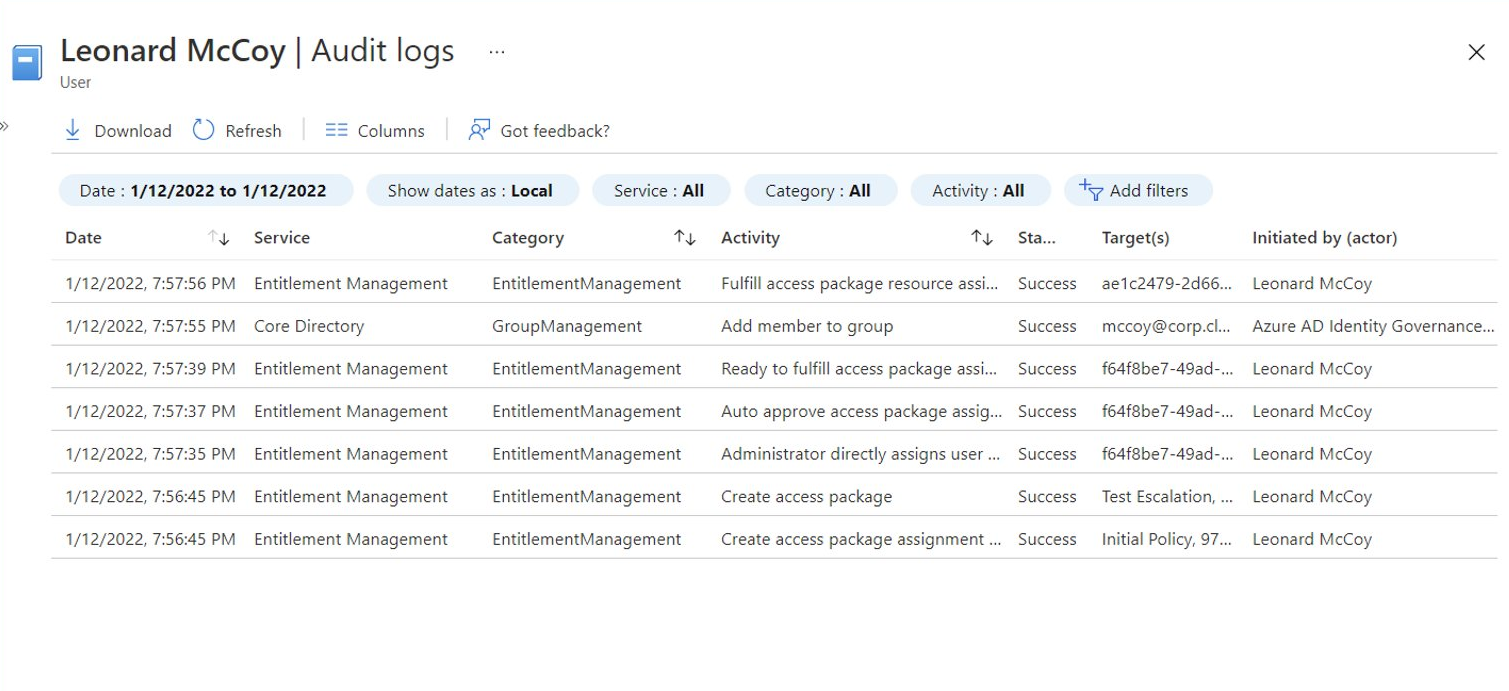 Leonard McCoy | Audit logs ...
User
Download Refresh Columns Got feedback?
Date : 1/12/2022 to 1/12/2022 Show dates as : Local Service : All Category : All Activity : All Add filters
Date Service Category Activity Sta... Target(s) Initiated by (actor)
1/12/2022, 7:57:56 PM Entitlement Management EntitlementManagement Fulfill access package resource assi... Success ae1c2479-2d66... Leonard McCoy
1/12/2022, 7:57:55 PM Core Directory GroupManagement Add member to group Success mccoy@corp.cl... Azure AD Identity Governance...
1/12/2022, 7:57:39 PM Entitlement Management EntitlementManagement Ready to fulfill access package assi... Success f64f8be7-49ad-... Leonard McCoy
1/12/2022, 7:57:37 PM Entitlement Management EntitlementManagement Auto approve access package assig... Success f64f8be7-49ad-... Leonard McCoy
1/12/2022, 7:57:35 PM Entitlement Management EntitlementManagement Administrator directly assigns user ... Success f64f8be7-49ad-... Leonard McCoy
1/12/2022, 7:56:45 PM Entitlement Management EntitlementManagement Create access package Success Test Escalation, ... Leonard McCoy
1/12/2022, 7:56:45 PM Entitlement Management EntitlementManagement Create access package assignment ... Success Initial Policy, 97... Leonard McCoy